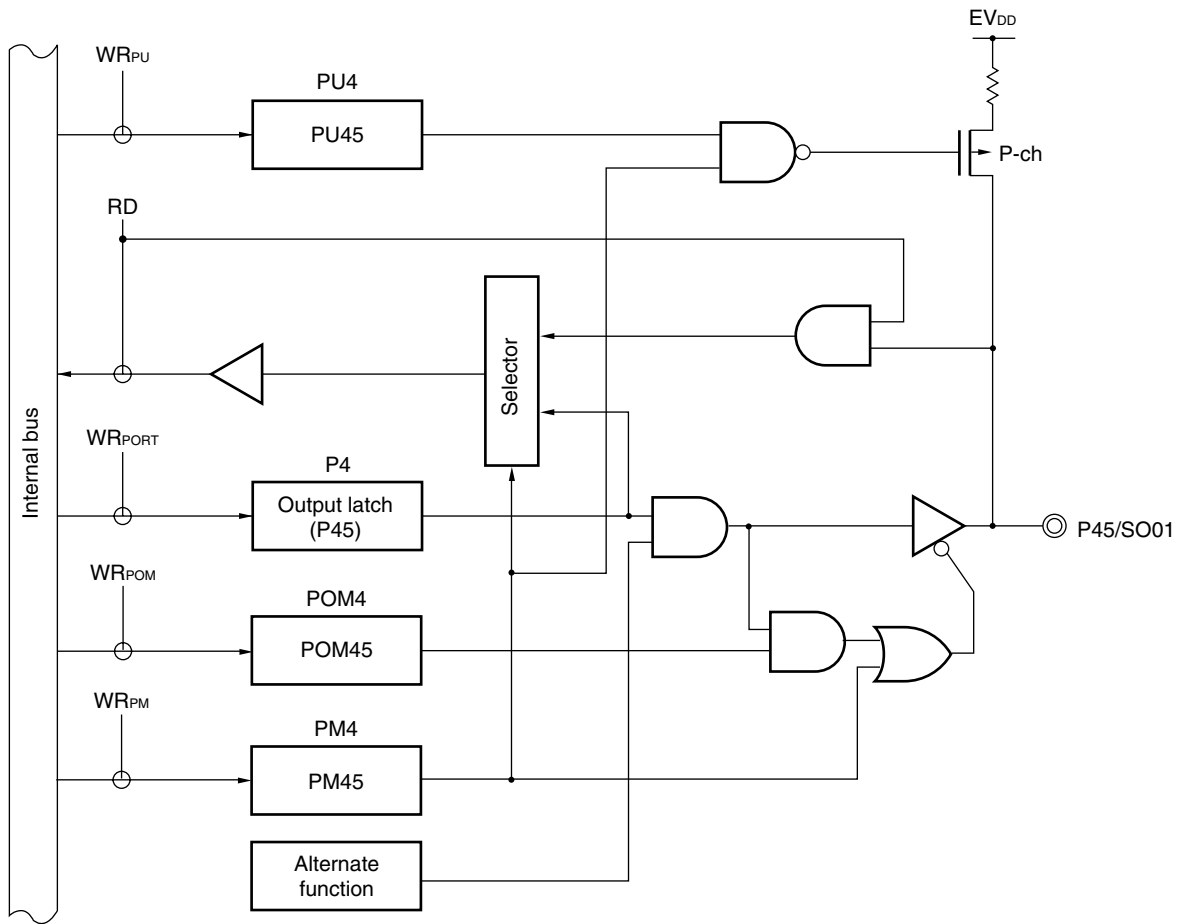 EVDD
WRPU
PU4
PU45
P-ch
RD
Selector
Internal bus
WRPORT
P4
Output latch
(P45)
P45/SO01
WRPOM
POM4
POM45
WRPM
PM4
PM45
Alternate
function